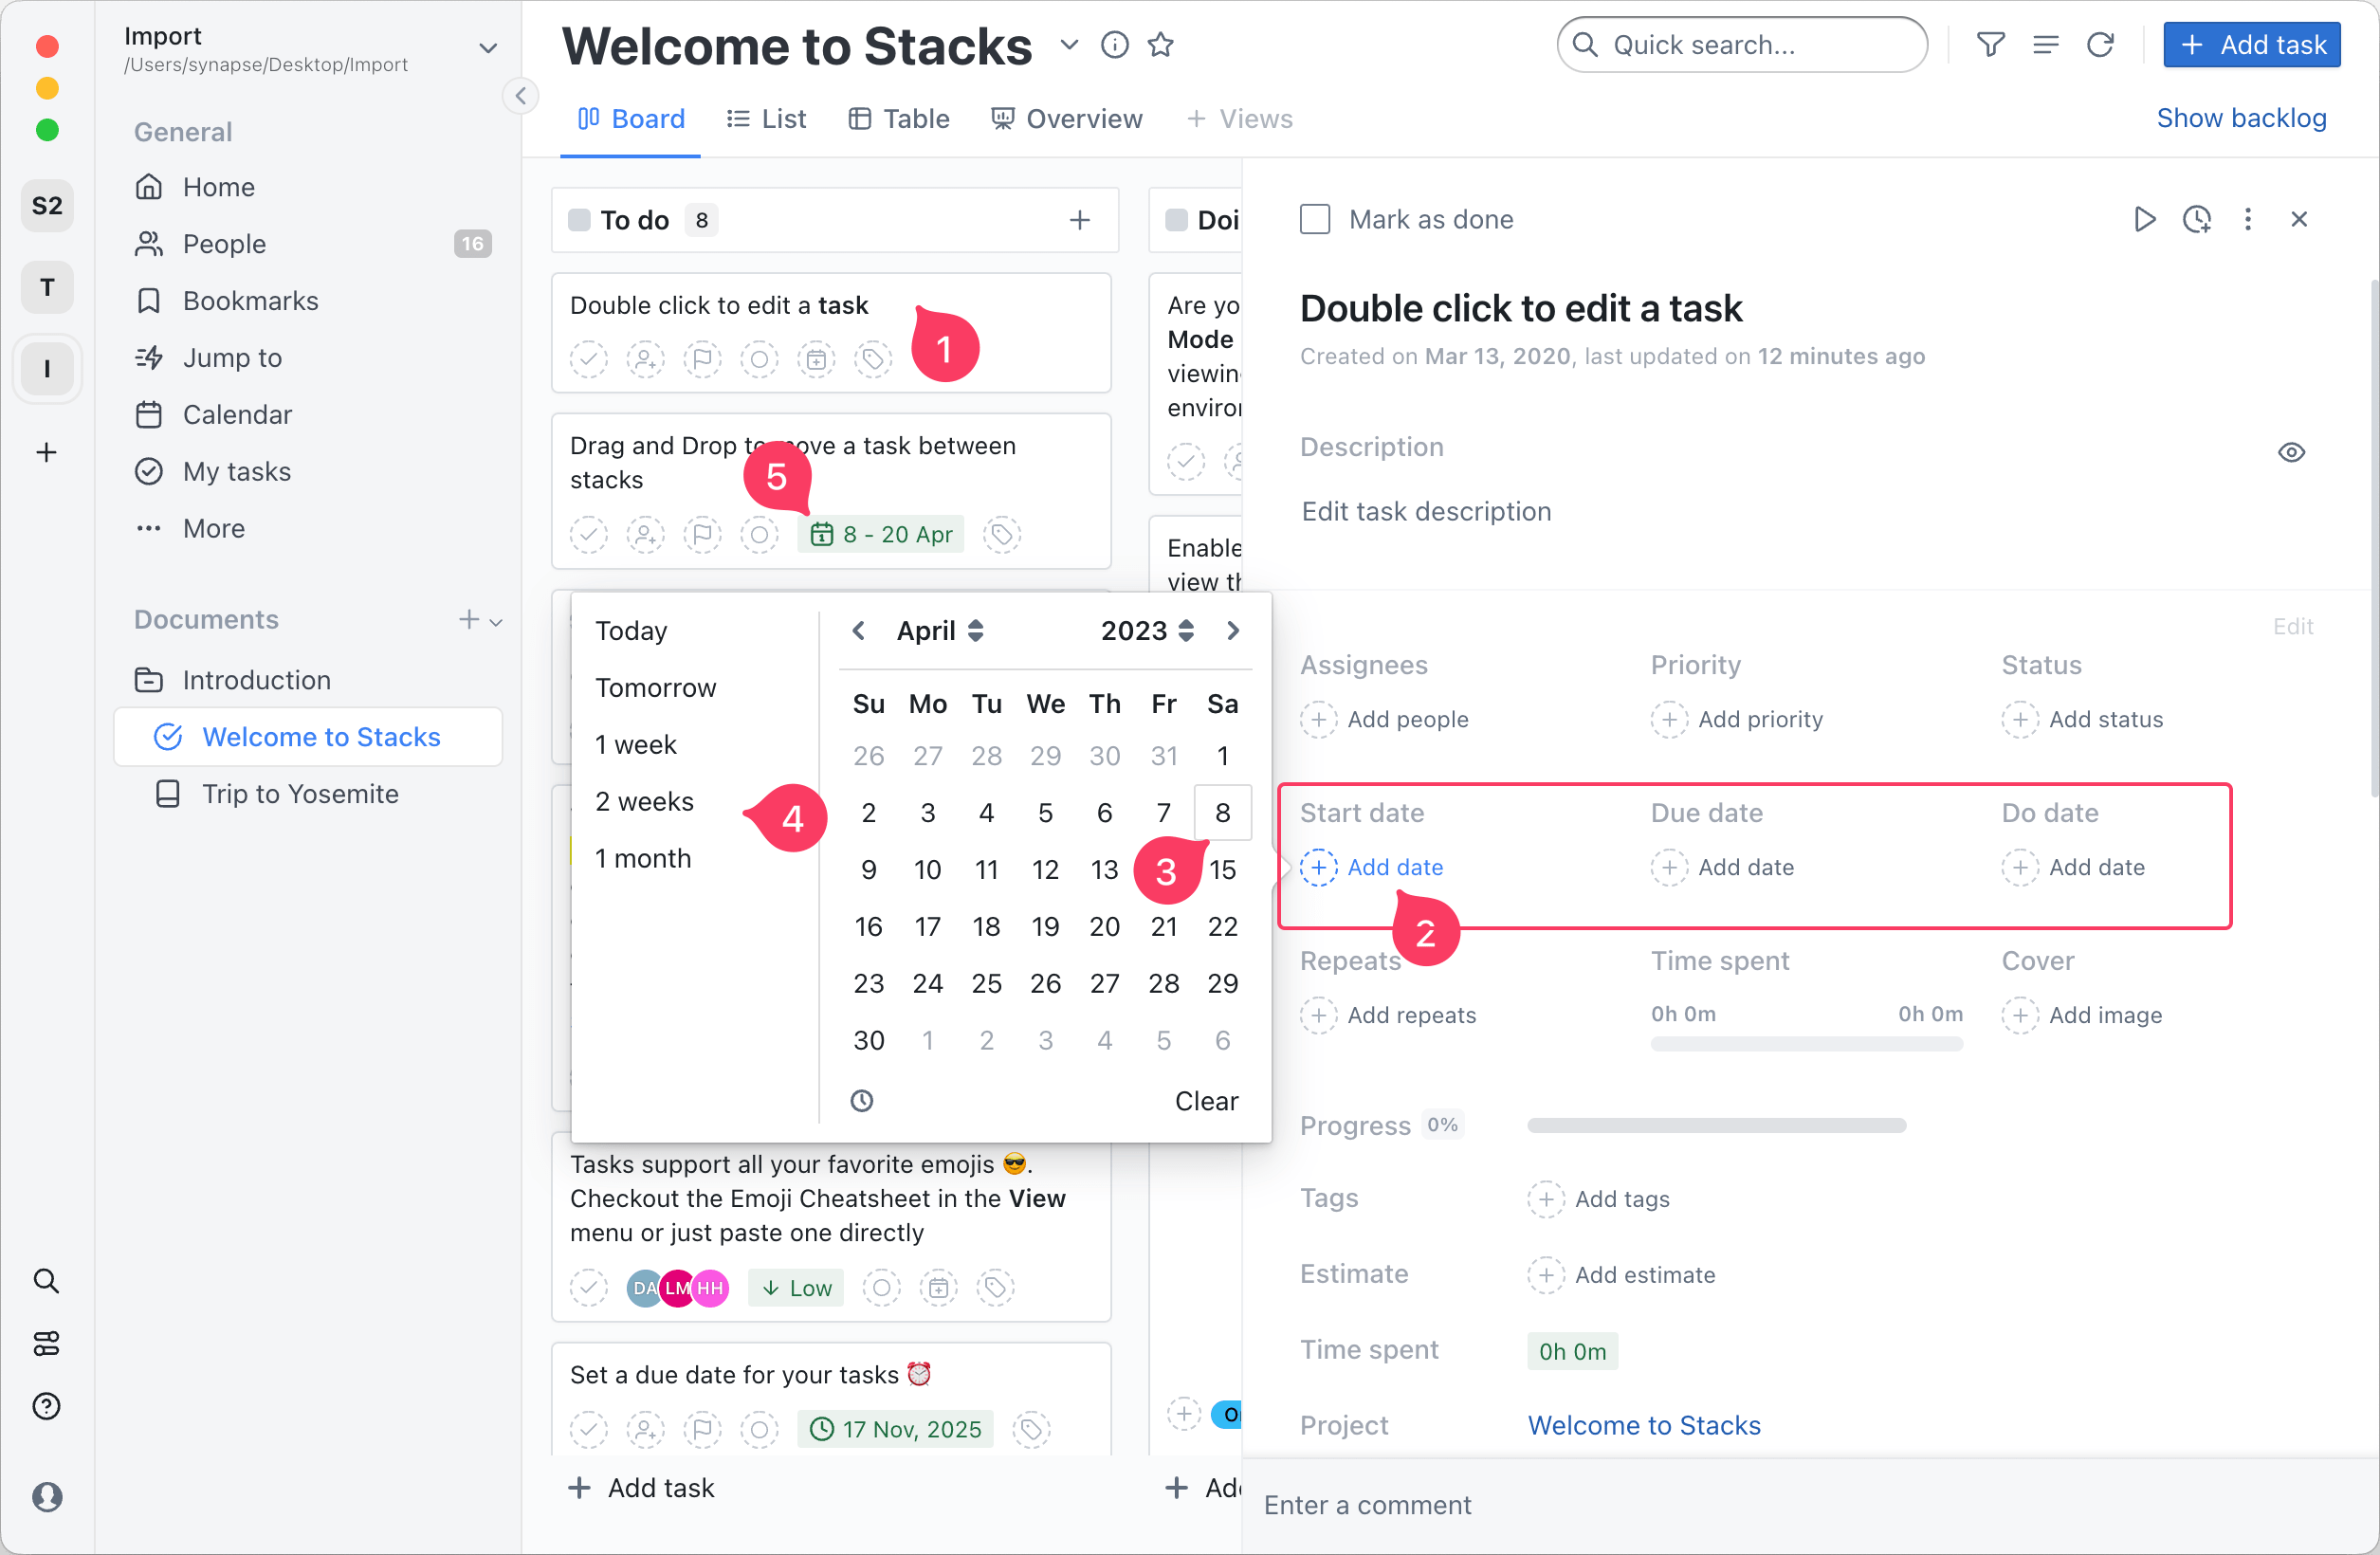 Import
/Users/synapse/Desktop/Import
S2
T
I
General
Home
People
16
Bookmarks
Jump to
Calendar
My tasks
More
Documents
Introduction
Welcome to Stacks
Trip to Yosemite
Welcome to Stacks
Quick search...
Add task
Board
List
Table
Overview
Views
Show backlog
To do
8
Double click to edit a task
1
Drag and Drop to move a task between
stacks
5
8 - 20 Apr
Today
Tomorrow
1 week
2 weeks
1 month
4
April
2023
Su Mo Tu We Th Fr Sa
26 27 28 29 30 31 1
2 3 4 5 6 7 8
9 10 11 12 13 15
3
16 17 18 19 20 21 22
23 24 25 26 27 28 29
30 1 2 3 4 5 6
Clear
Tasks support all your favorite emojis 😎.
Checkout the Emoji Cheatsheet in the View
menu or just paste one directly
DA
LM
HH
Low
Set a due date for your tasks ⏰
17 Nov, 2025
Add task
Doi
Are yo
Mode
viewin
enviror
Enable
view th
Ad
Mark as done
Double click to edit a task
Created on Mar 13, 2020, last updated on 12 minutes ago
Description
Edit task description
Edit
Assignees
Add people
Priority
Add priority
Status
Add status
Start date
Add date
Due date
Add date
Do date
Add date
2
Repeats
Add repeats
Time spent
0h 0m
0h 0m
Cover
Add image
Progress
0%
Tags
Add tags
Estimate
Add estimate
Time spent
0h 0m
Project
Welcome to Stacks
Enter a comment